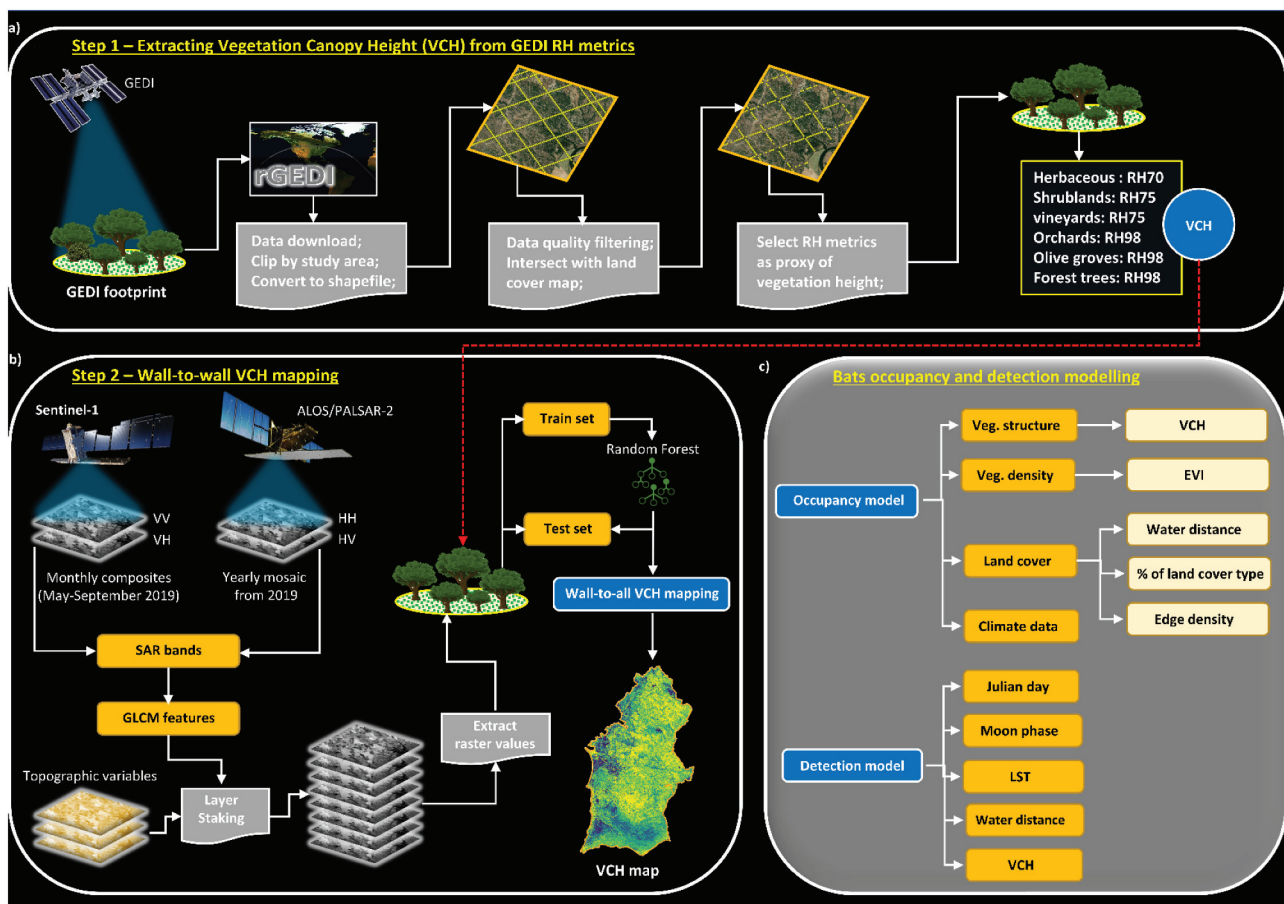 a)
Step 1 – Extracting Vegetation Canopy Height (VCH) from GEDI RH metrics
GEDI
GEDI footprint
rGEDI
Data download;
Clip by study area;
Convert to shapefile;
Data quality filtering;
Intersect with land
cover map;
Select RH metrics
as proxy of
vegetation height;
Herbaceous : RH70
Shrublands: RH75
vineyards: RH75
Orchards: RH98
Olive groves: RH98
Forest trees: RH98
VCH
b)
Step 2 – Wall-to-wall VCH mapping
Sentinel-1
ALOS/PALSAR-2
VV
VH
HH
HV
Monthly composites
(May-September 2019)
Yearly mosaic
from 2019
SAR bands
GLCM features
Topographic variables
Layer
Staking
Extract
raster values
Train set
Random Forest
Test set
Wall-to-all VCH mapping
VCH map
c)
Bats occupancy and detection modelling
Occupancy model
Veg. structure
VCH
Veg. density
EVI
Land cover
Water distance
% of land cover type
Edge density
Climate data
Detection model
Julian day
Moon phase
LST
Water distance
VCH